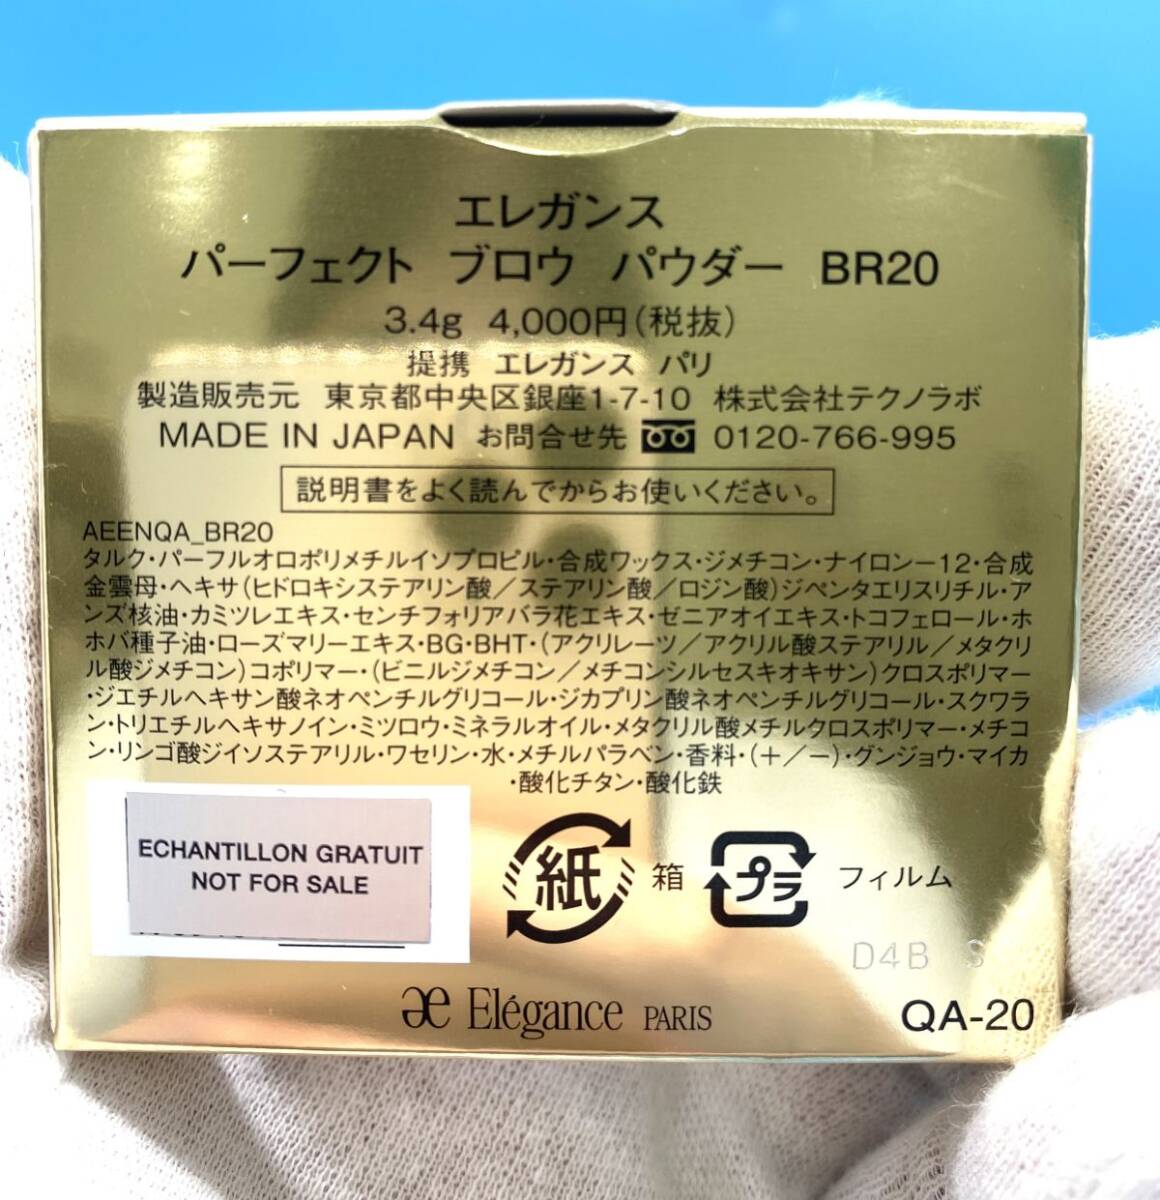 エレガンス
パーフェクト ブロウ パウダー BR20
3.4g 4,000円(税抜)
提携 エレガンス パリ
製造販売元 東京都中央区銀座1-7-10 株式会社テクノラボ
MADE IN JAPAN お問合せ先 0120-766-995
説明書をよく読んでからお使いください。
AEENQA_BR20
タルク・パーフルオロポリメチルイソプロピル・合成ワックス・ジメチコン・ナイロン−12・合成
金雲母・ヘキサ(ヒドロキシステアリン酸/ステアリン酸/ロジン酸)ジペンタエリスリチル・ア
ンズ核油・カミツレエキス・センチフォリアバラ花エキス・ゼニアオイエキス・トコフェロール・ホ
ホバ種子油・ローズマリーエキス・BG・BHT・(アクリレーツ/アクリル酸ステアリル/メタクリ
ル酸ジメチコン)コポリマー・(ビニルジメチコン/メチコンシルセスキオキサン)クロスポリマー
・ジエチルヘキサン酸ネオペンチルグリコール・ジカプリン酸ネオペンチルグリコール・スクワラ
ン・トリエチルヘキサノイン・ミツロウ・ミネラルオイル・メタクリル酸メチルクロスポリマー・メチコ
ン・リンゴ酸ジイソステアリル・ワセリン・水・メチルパラベン・香料・(+/−)・グンジョウ・マイカ
・酸化チタン・酸化鉄
ECHANTILLON GRATUIT
NOT FOR SALE
紙 箱 プラ フィルム
D4B
æ Elégance PARIS
QA-20